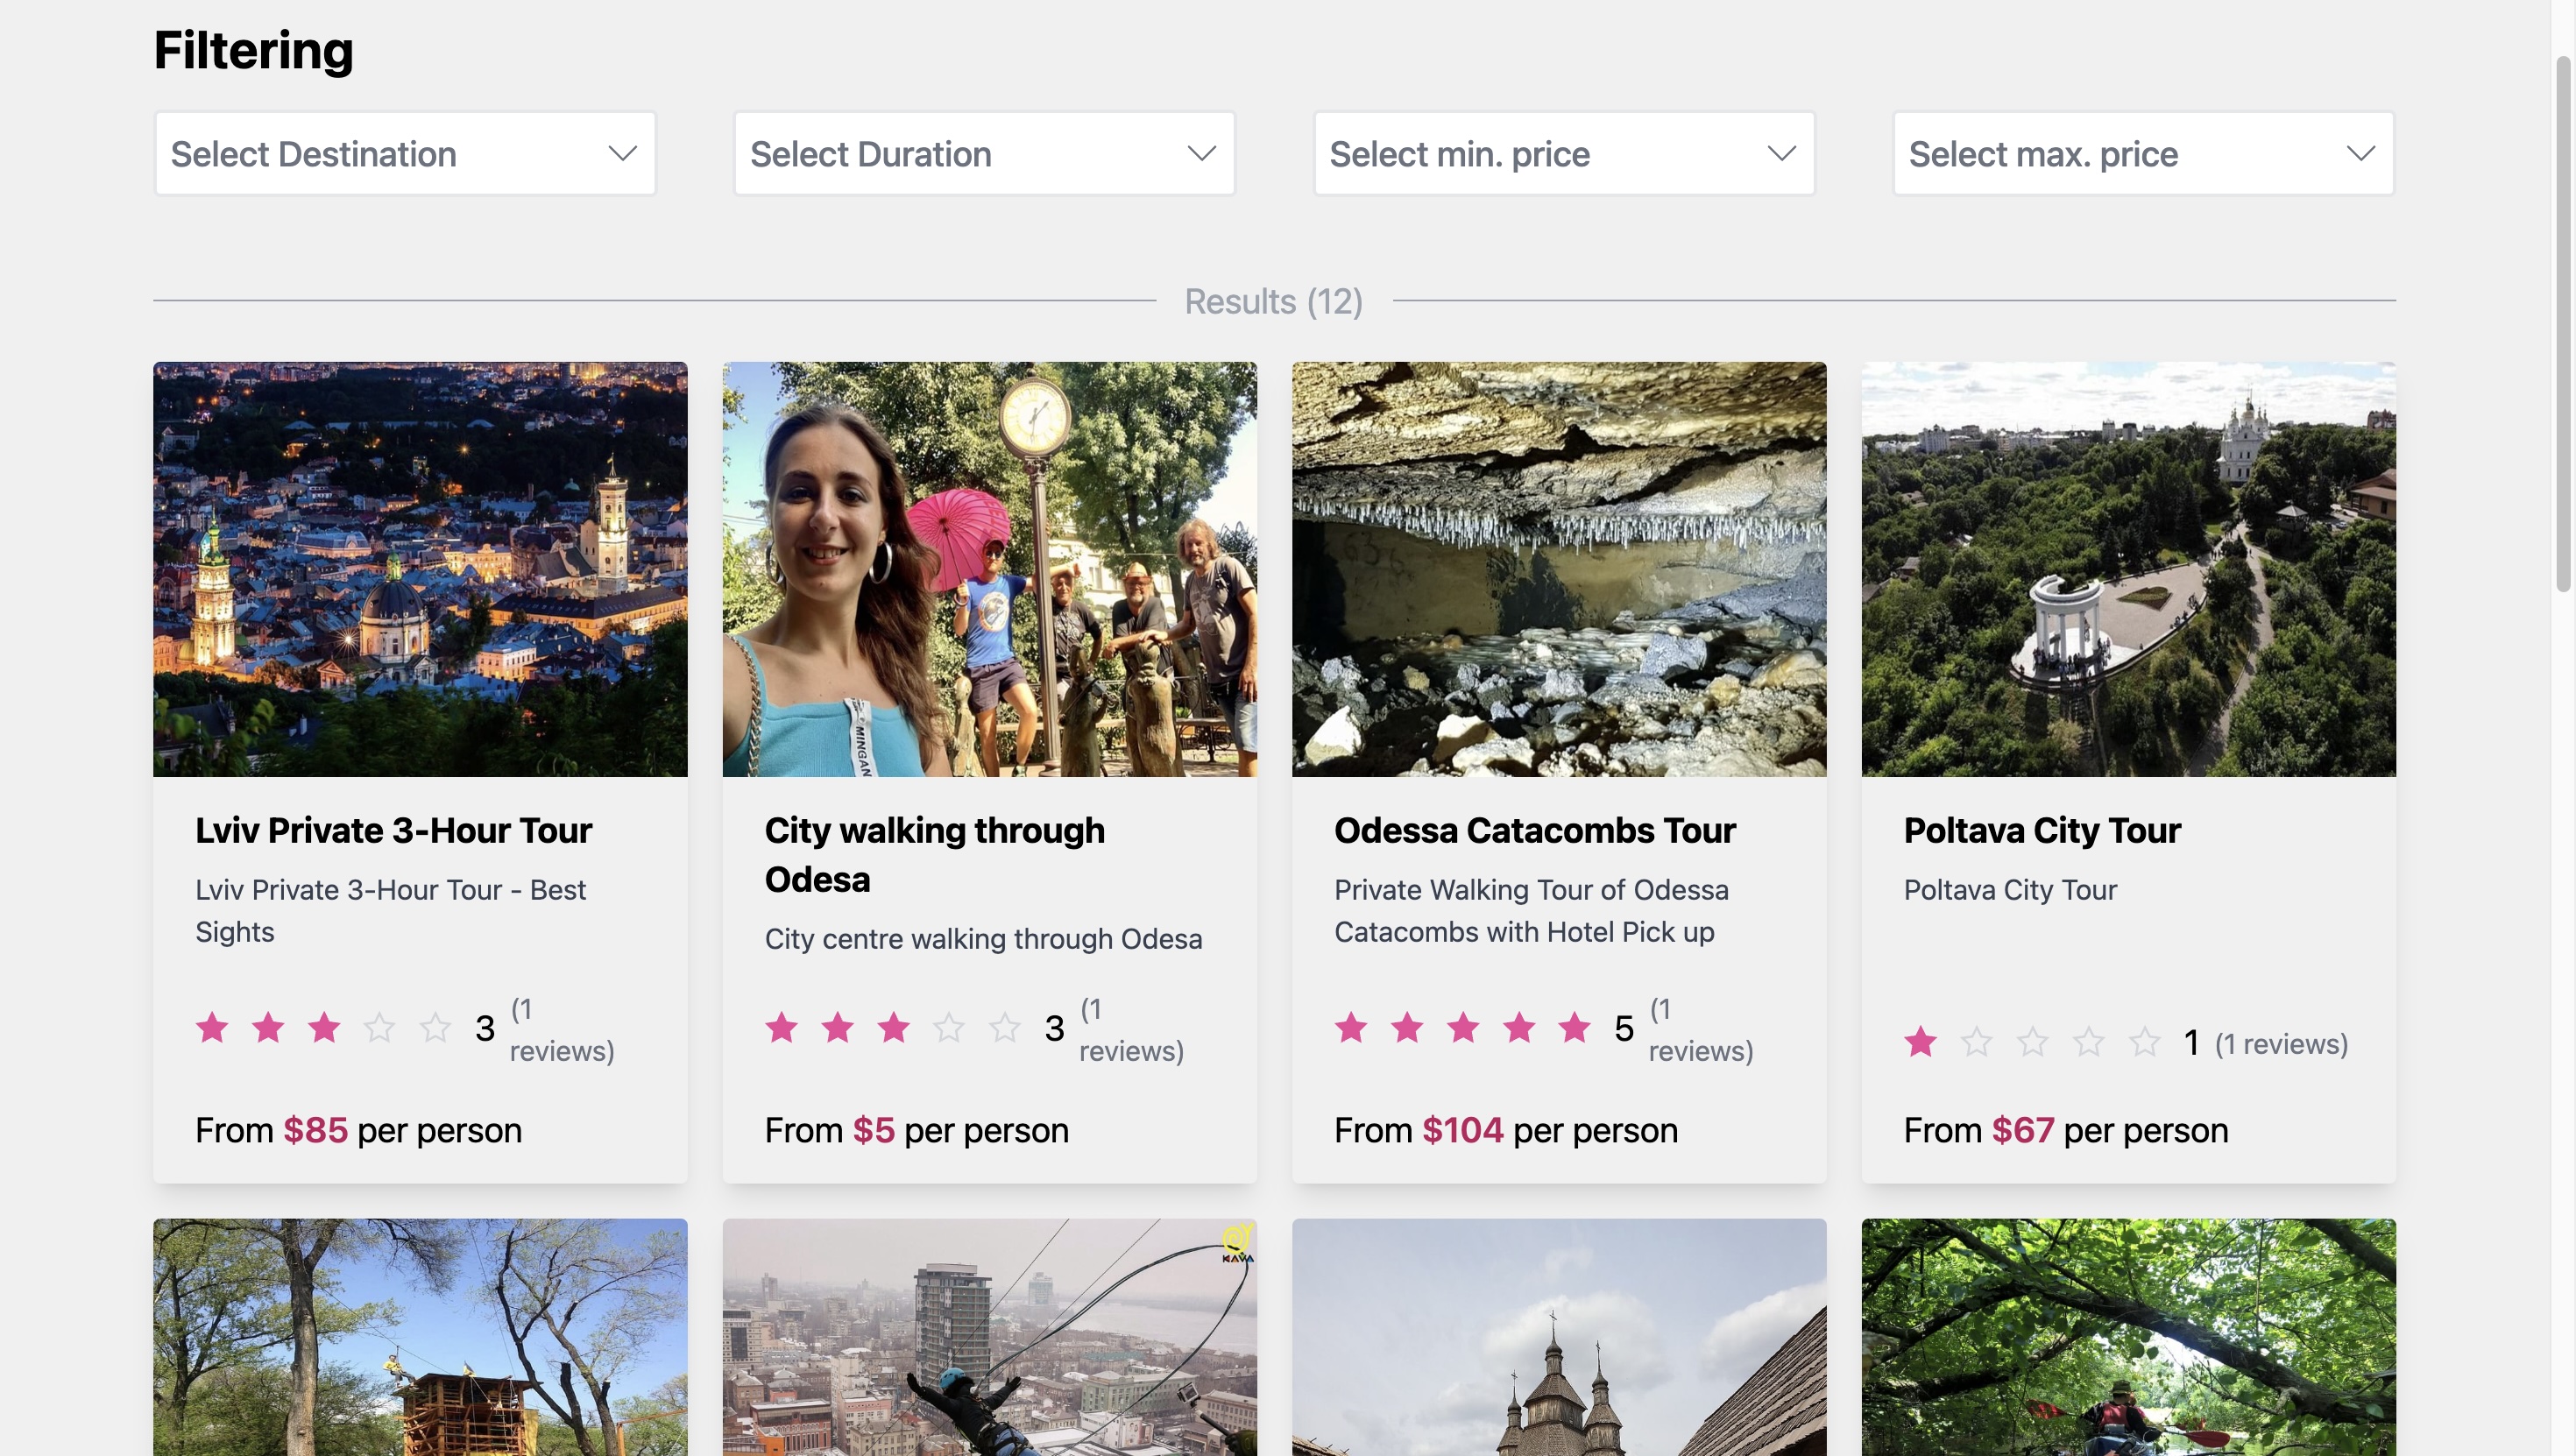 Filtering
Select Destination
Select Duration
Select min. price
Select max. price
Results (12)
MINGAN
Lviv Private 3-Hour Tour
Lviv Private 3-Hour Tour - Best
Sights
3 (1
reviews)
From $85 per person
City walking through
Odesa
City centre walking through Odesa
3 (1
reviews)
From $5 per person
Odessa Catacombs Tour
Private Walking Tour of Odessa
Catacombs with Hotel Pick up
5 (1
reviews)
From $104 per person
Poltava City Tour
Poltava City Tour
1 (1 reviews)
From $67 per person
KAVA